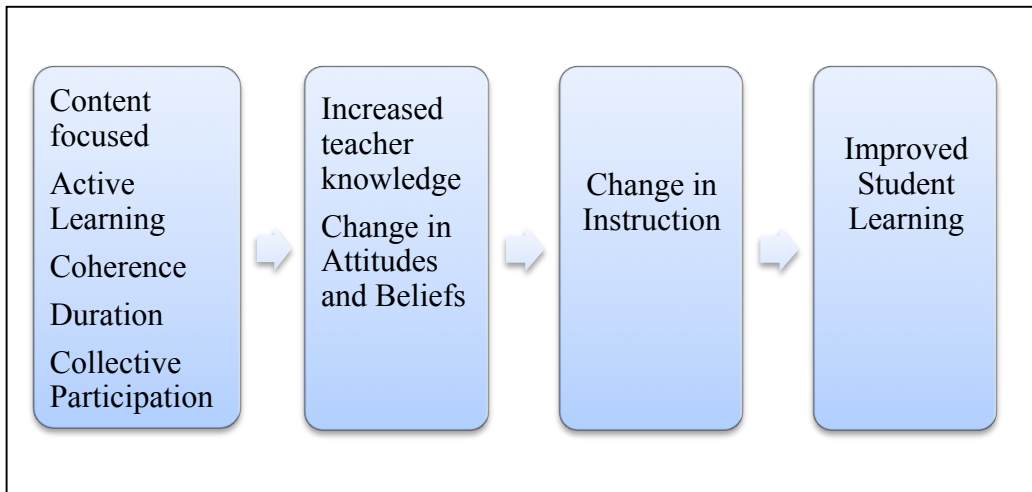 Content
focused
Active
Learning
Coherence
Duration
Collective
Participation
Increased
teacher
knowledge
Change in
Attitudes
and Beliefs
Change in
Instruction
Improved
Student
Learning